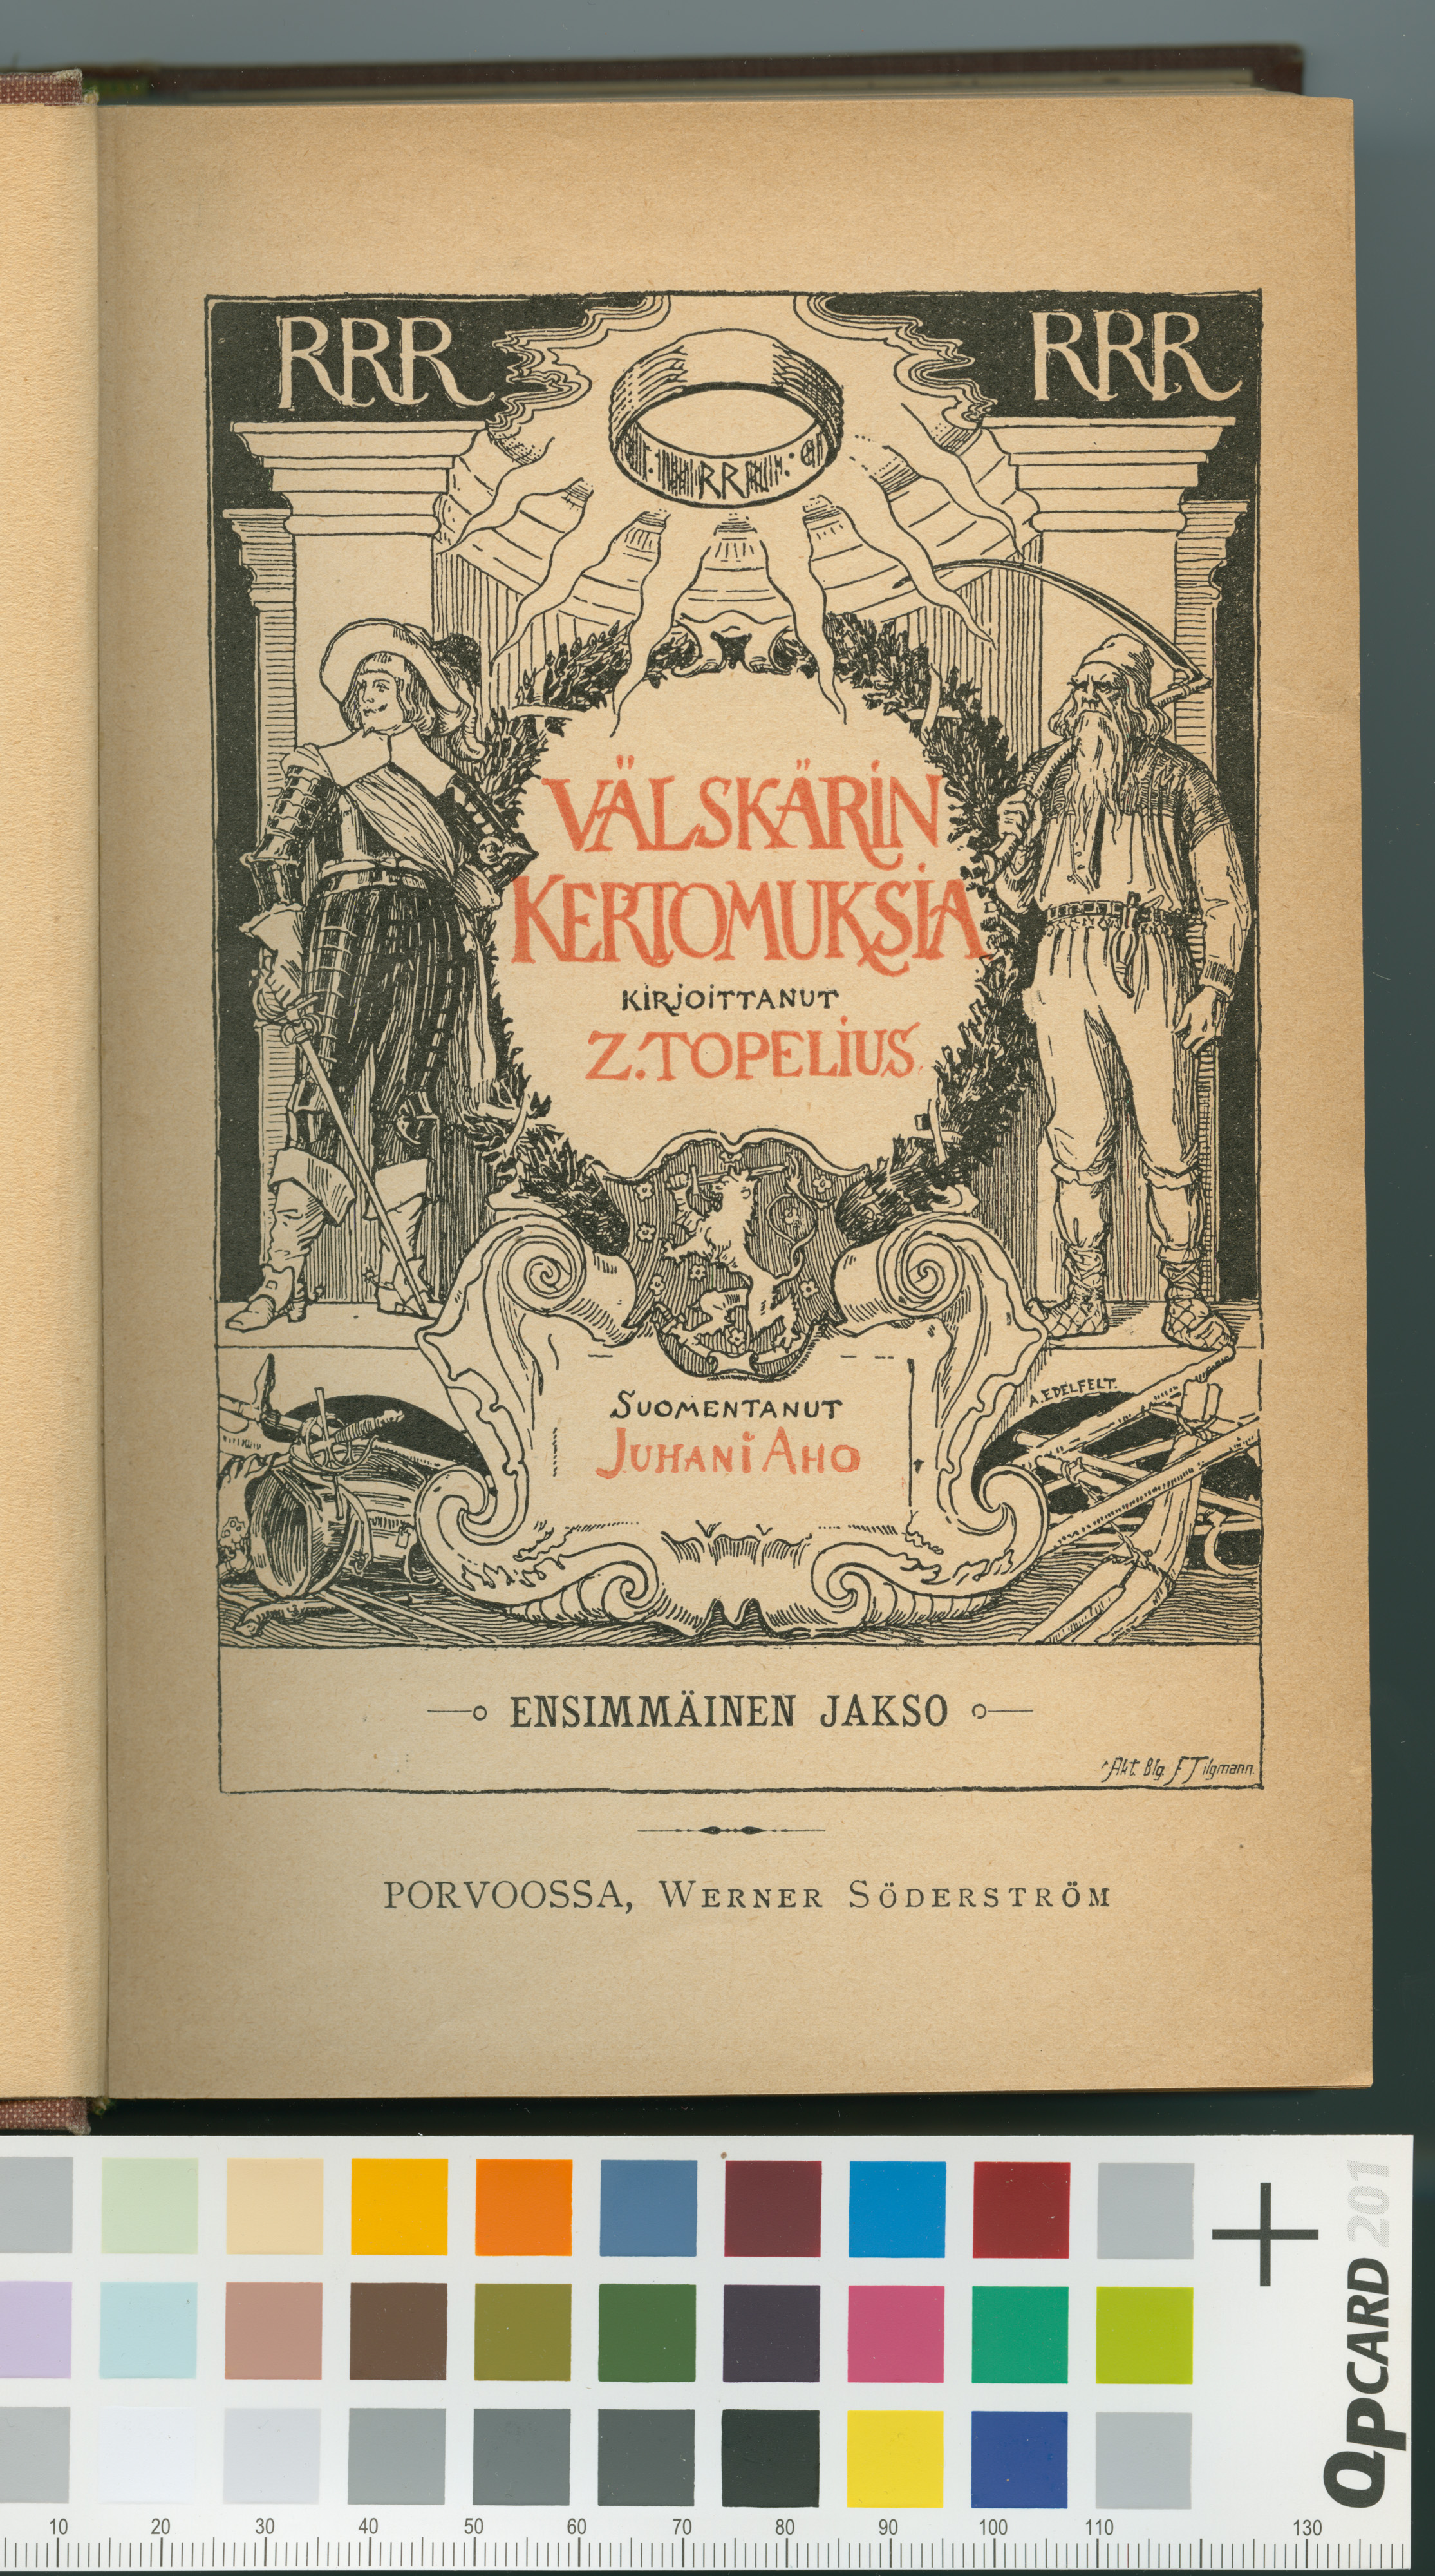 RRR RRR
RRR
VÄLSKÄRIN
KERTOMUKSIA
KIRJOITTANUT
Z. TOPELIUS
SUOMENTANUT
JUHANI AHO
A. EDELFELT.
ENSIMMÄINEN JAKSO
Akt. Blg. F. Tilgmann.
PORVOOSSA, WERNER SÖDERSTRÖM
QPCARD 201
10 20 30 40 50 60 70 80 90 100 110 130